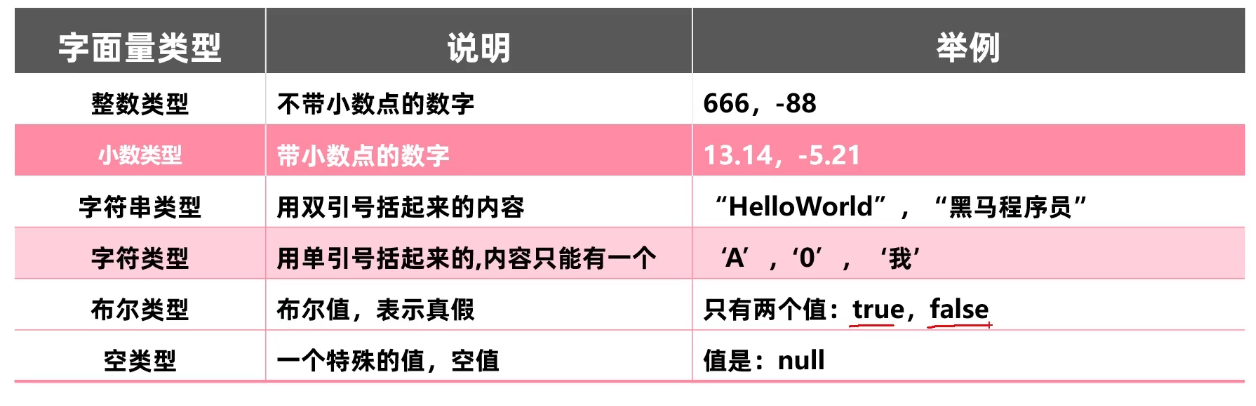 字面量类型 说明 举例
整数类型 不带小数点的数字 666，-88
小数类型 带小数点的数字 13.14，-5.21
字符串类型 用双引号括起来的内容 “HelloWorld”，“黑马程序员”
字符类型 用单引号括起来的,内容只能有一个 ‘A’，‘0’，‘我’
布尔类型 布尔值，表示真假 只有两个值：true，false
空类型 一个特殊的值，空值 值是：null